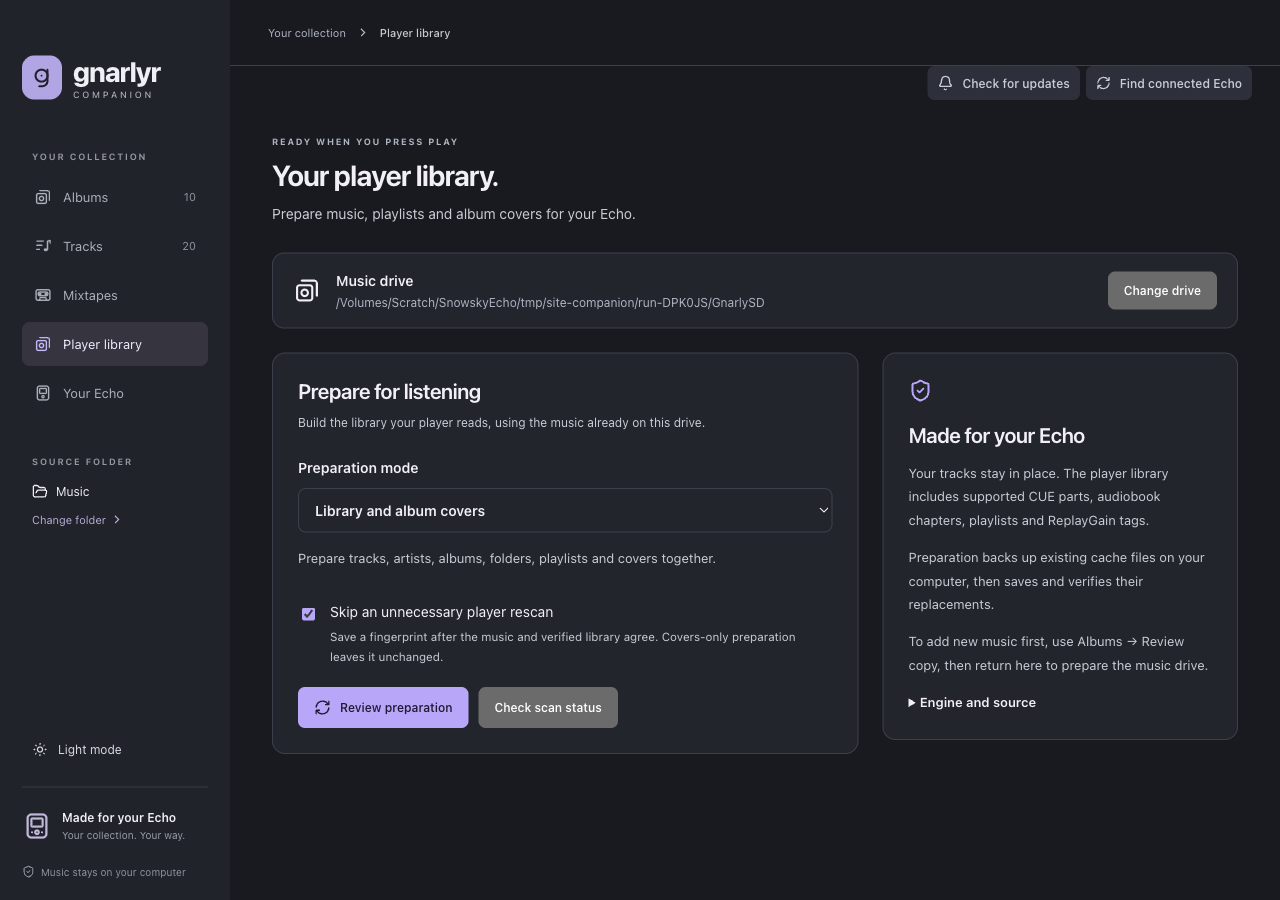 Your collection > Player library
g
gnarlyr
COMPANION
Check for updates
Find connected Echo
YOUR COLLECTION
Albums 10
Tracks 20
Mixtapes
Player library
Your Echo
SOURCE FOLDER
Music
Change folder >
Light mode
Made for your Echo
Your collection. Your way.
Music stays on your computer
READY WHEN YOU PRESS PLAY
Your player library.
Prepare music, playlists and album covers for your Echo.
Music drive
/Volumes/Scratch/SnowskyEcho/tmp/site-companion/run-DPK0JS/GnarlySD
Change drive
Prepare for listening
Build the library your player reads, using the music already on this drive.
Preparation mode
Library and album covers
Prepare tracks, artists, albums, folders, playlists and covers together.
Skip an unnecessary player rescan
Save a fingerprint after the music and verified library agree. Covers-only preparation
leaves it unchanged.
Review preparation
Check scan status
Made for your Echo
Your tracks stay in place. The player library
includes supported CUE parts, audiobook
chapters, playlists and ReplayGain tags.
Preparation backs up existing cache files on your
computer, then saves and verifies their
replacements.
To add new music first, use Albums → Review
copy, then return here to prepare the music drive.
Engine and source